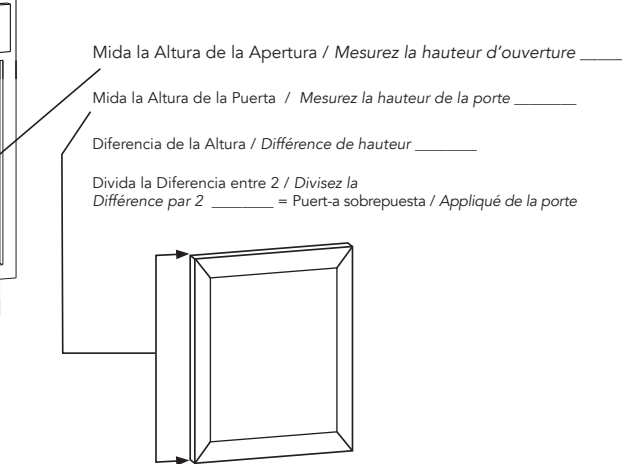 Mida la Altura de la Apertura / Mesurez la hauteur d’ouverture _____
Mida la Altura de la Puerta / Mesurez la hauteur de la porte ________
Diferencia de la Altura / Différence de hauteur ________
Divida la Diferencia entre 2 / Divisez la
Différence par 2 ________ = Puert-a sobrepuesta / Appliqué de la porte